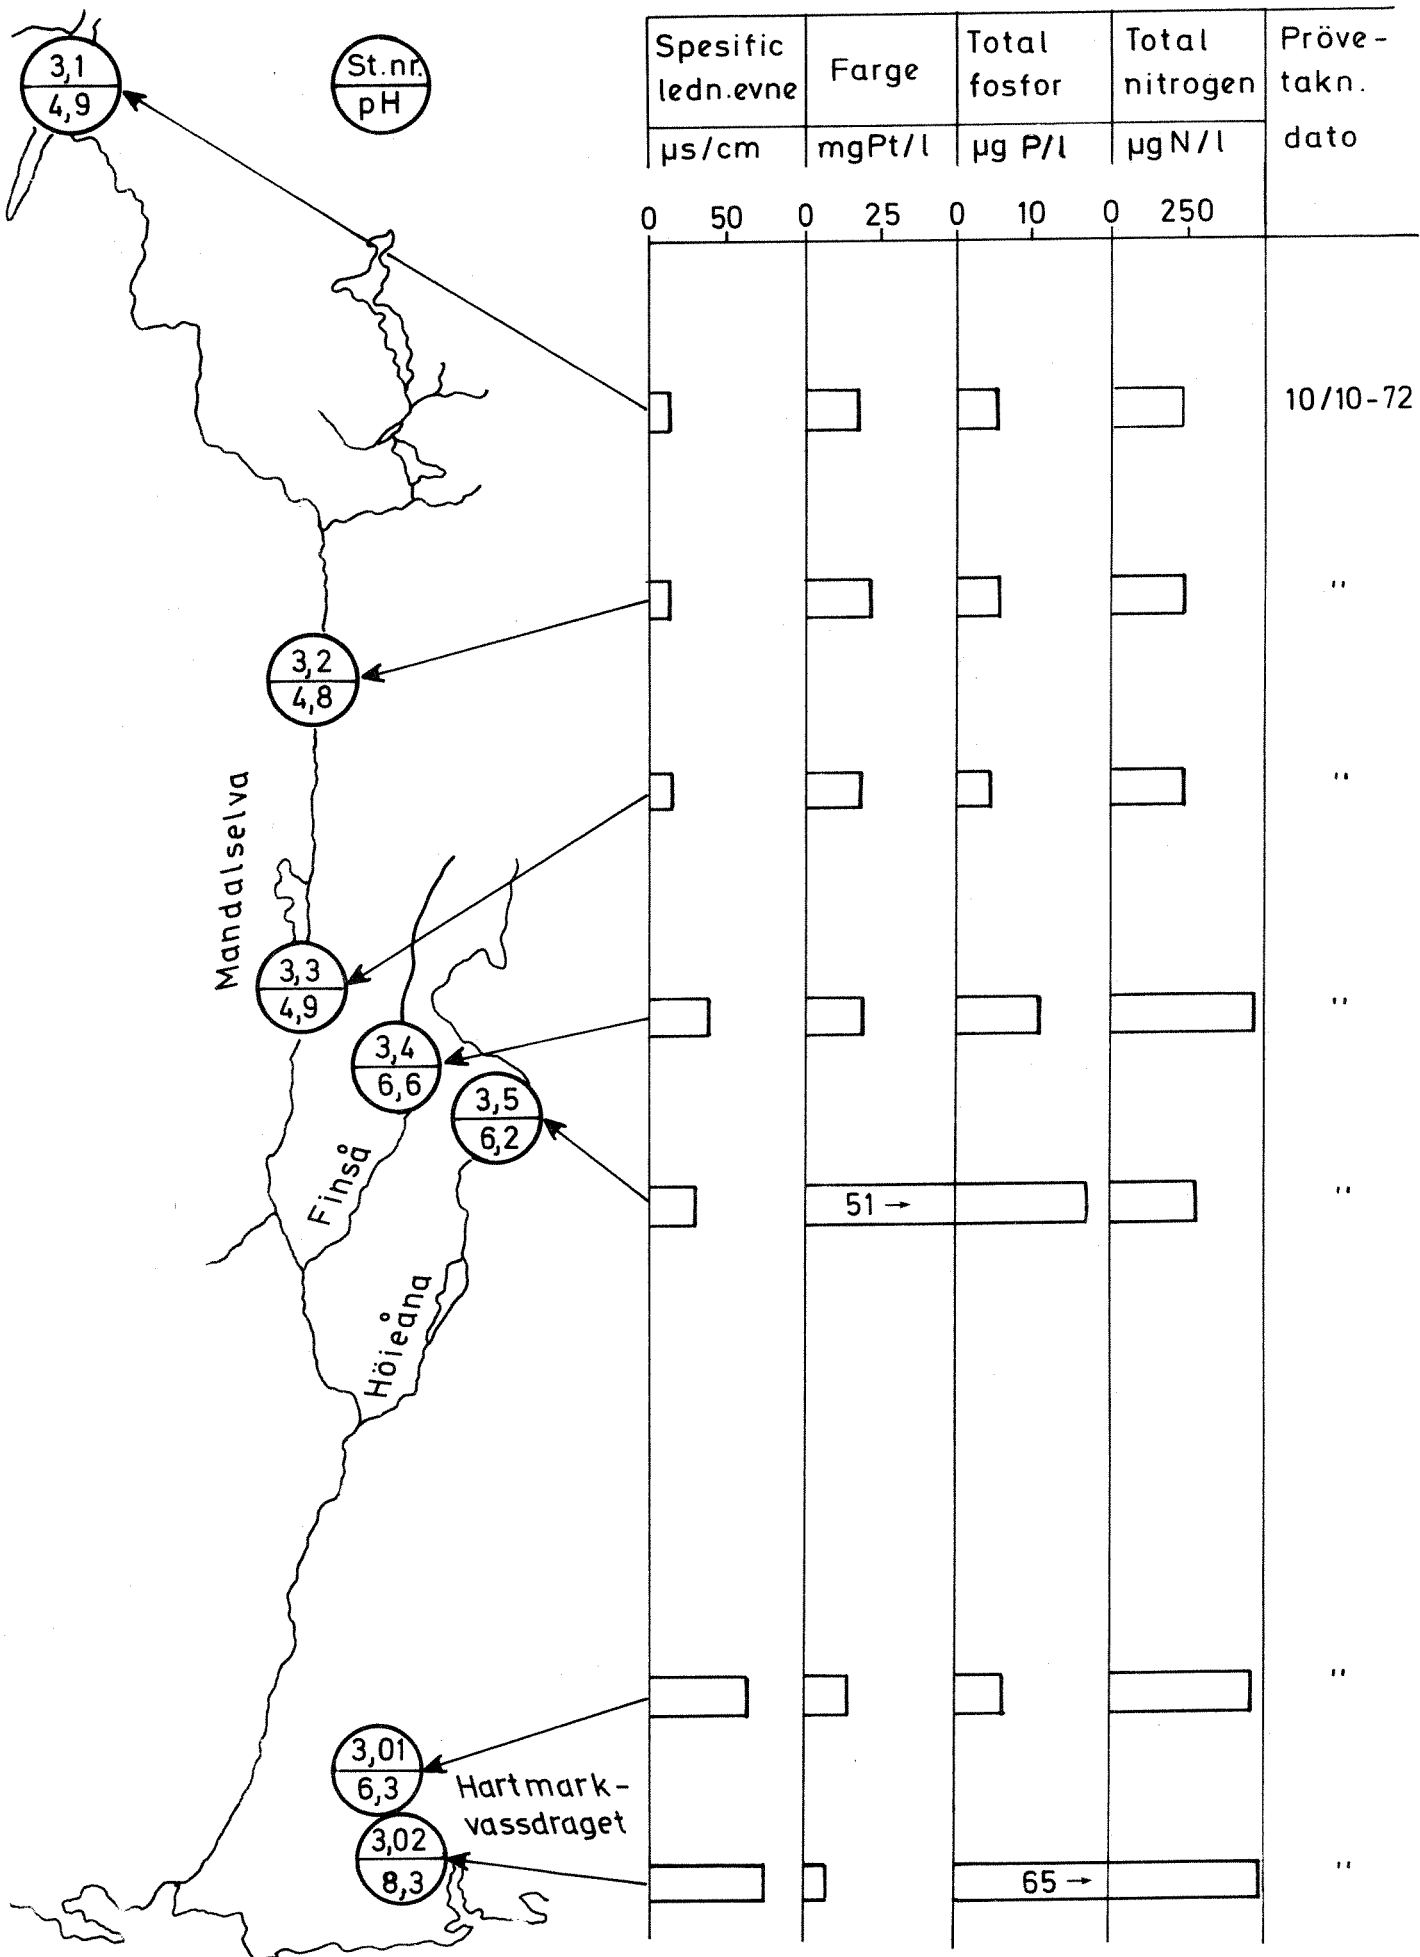 St.nr.
pH
Spesific
ledn.evne
Farge
Total
fosfor
Total
nitrogen
Pröve-
takn.
dato
µs/cm
mgPt/l
µg P/l
µg N/l
0 50 0 25 0 10 0 250
3,1
4,9
10/10-72
3,2
4,8
"
Mandalselva
"
3,3
4,9
"
3,4
6,6
3,5
6,2
Finså
51 →
"
Höieåna
"
3,01
6,3
Hartmark-
vassdraget
3,02
8,3
65 →
"